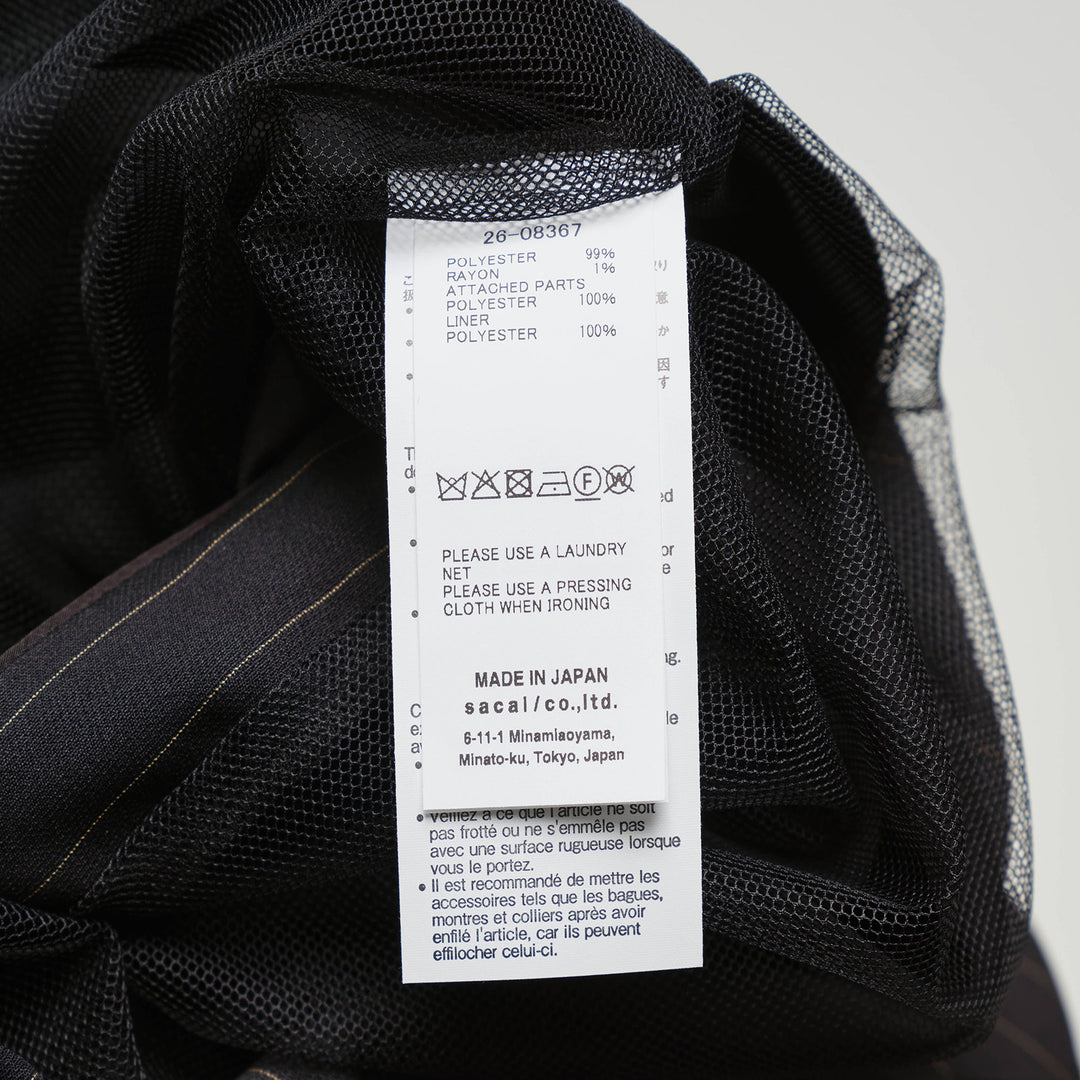 26-08367
POLYESTER 99%
RAYON 1%
ATTACHED PARTS
POLYESTER 100%
LINER
POLYESTER 100%
F W
PLEASE USE A LAUNDRY
NET
PLEASE USE A PRESSING
CLOTH WHEN IRONING
MADE IN JAPAN
sacai/co.,ltd.
6-11-1 Minamiaoyama,
Minato-ku, Tokyo, Japan
• Veillez à ce que l'article ne soit
pas frotté ou ne s'emmêle pas
avec une surface rugueuse lorsque
vous le portez.
• Il est recommandé de mettre les
accessoires tels que les bagues,
montres et colliers après avoir
enfilé l'article, car ils peuvent
effilocher celui-ci.